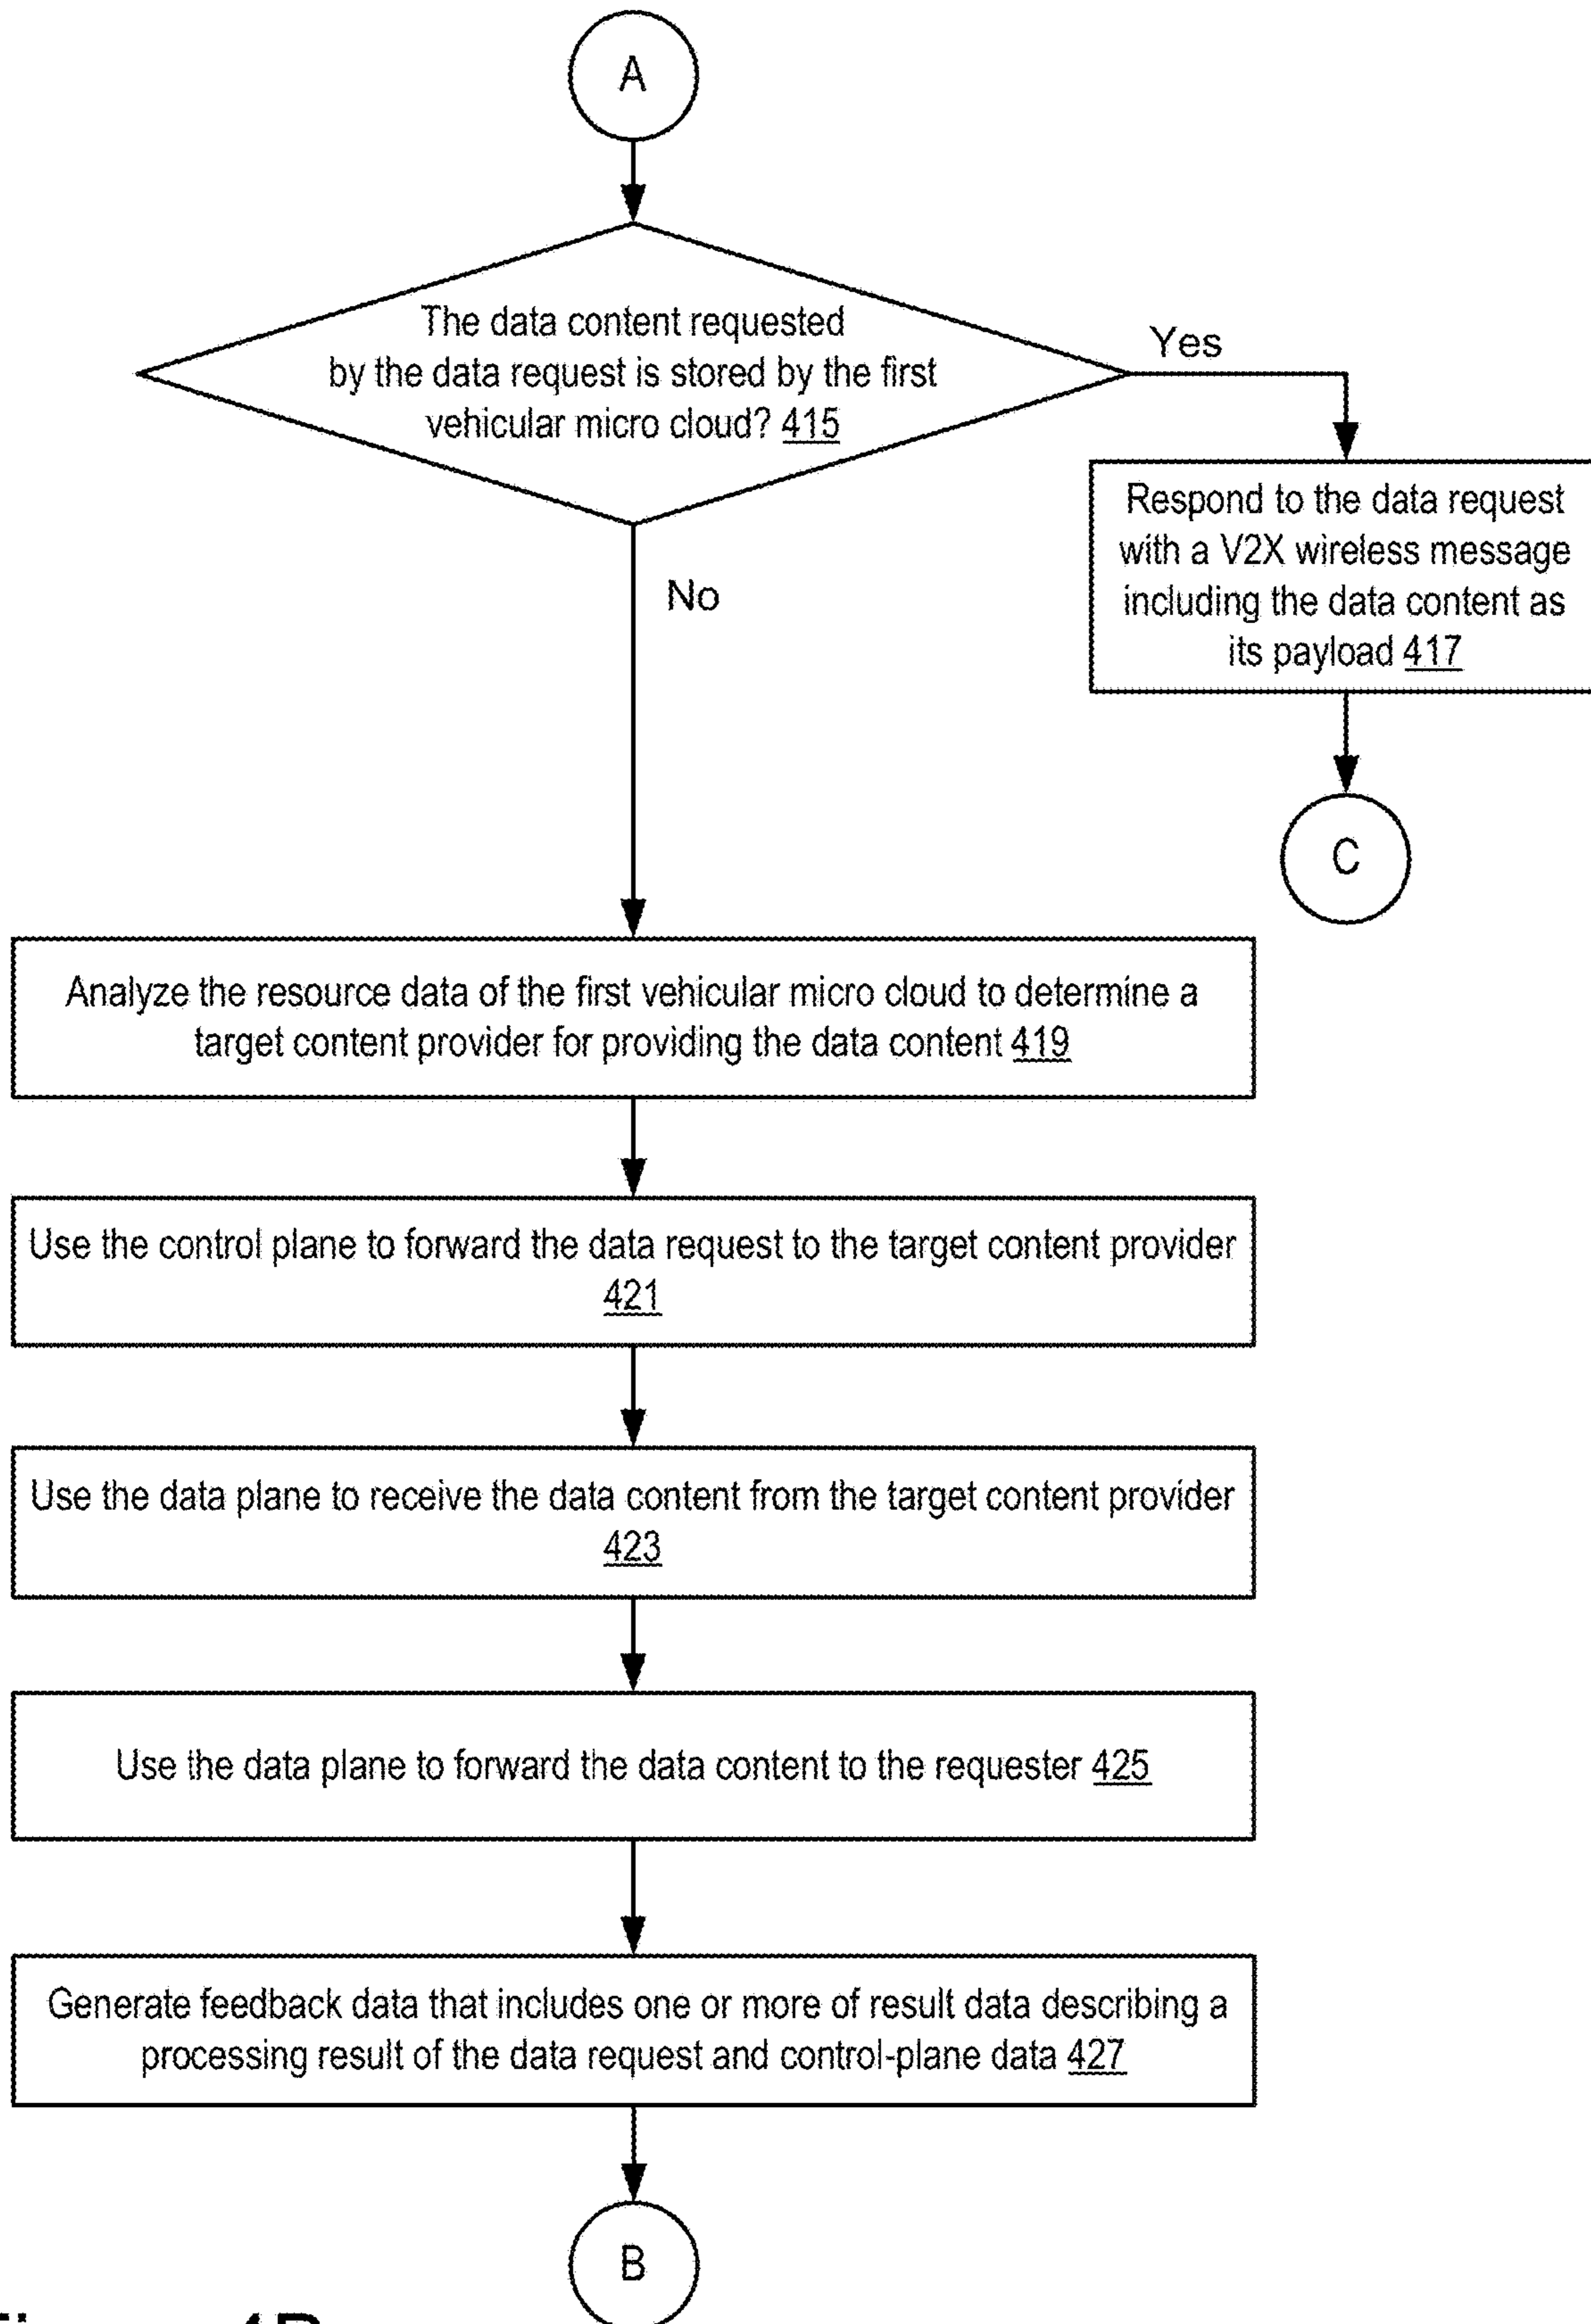 A
The data content requested
by the data request is stored by the first
vehicular micro cloud? 415
Yes
Respond to the data request
with a V2X wireless message
including the data content as
its payload 417
No
C
Analyze the resource data of the first vehicular micro cloud to determine a
target content provider for providing the data content 419
Use the control plane to forward the data request to the target content provider
421
Use the data plane to receive the data content from the target content provider
423
Use the data plane to forward the data content to the requester 425
Generate feedback data that includes one or more of result data describing a
processing result of the data request and control-plane data 427
B